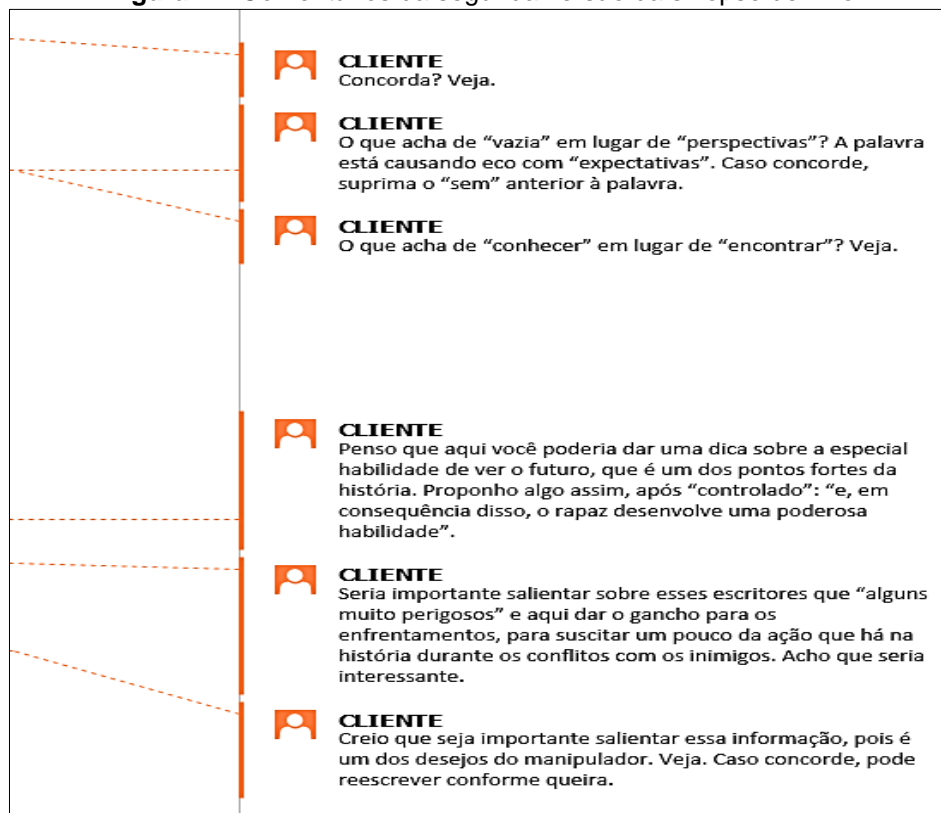 CLIENTE
Concorda? Veja.
CLIENTE
O que acha de “vazia” em lugar de “perspectivas”? A palavra
está causando eco com “expectativas”. Caso concorde,
suprima o “sem” anterior à palavra.
CLIENTE
O que acha de “conhecer” em lugar de “encontrar”? Veja.
CLIENTE
Penso que aqui você poderia dar uma dica sobre a especial
habilidade de ver o futuro, que é um dos pontos fortes da
história. Proponho algo assim, após “controlado”: “e, em
consequência disso, o rapaz desenvolve uma poderosa
habilidade”.
CLIENTE
Seria importante salientar sobre esses escritores que “alguns
muito perigosos” e aqui dar o gancho para os
enfrentamentos, para suscitar um pouco da ação que há na
história durante os conflitos com os inimigos. Acho que seria
interessante.
CLIENTE
Creio que seja importante salientar essa informação, pois é
um dos desejos do manipulador. Veja. Caso concorde, pode
reescrever conforme queira.